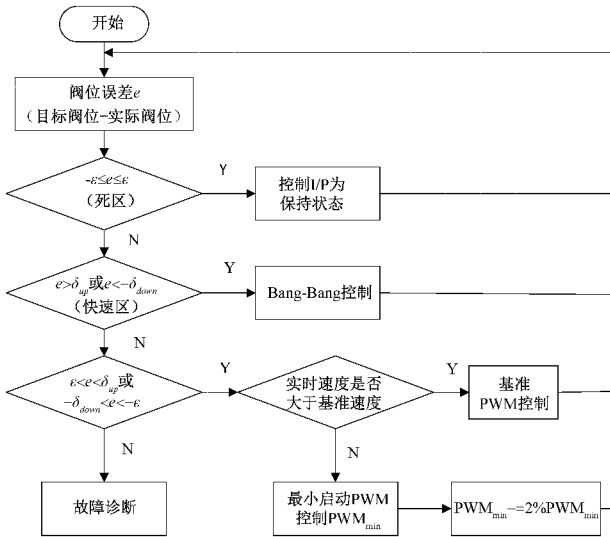 开始
阀位误差e
（目标阀位-实际阀位）
-ε≤e≤ε
（死区）
Y
控制I/P为
保持状态
N
e>δup或e<-δdown
（快速区）
Y
Bang-Bang控制
N
ε<e<δup或
-δdown<e<-ε
Y
实时速度是否
大于基准速度
Y
基准
PWM控制
N
N
故障诊断
最小启动PWM
控制PWMmin
PWMmin-=2%PWMmin